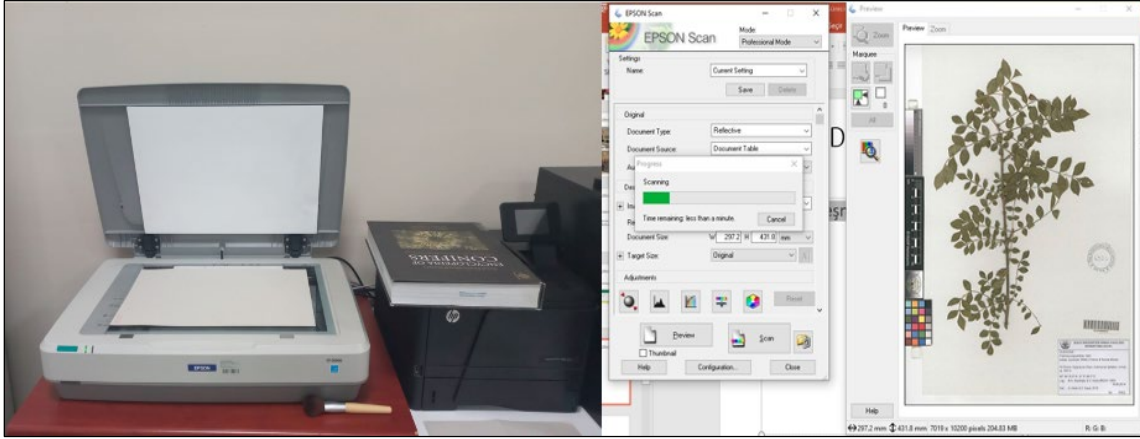 EPSON
hp
ENCYCLOPEDIA OF
CONIFERS
EPSON Scan
EPSON Scan
Mode:
Professional Mode
Settings
Name:
Current Setting
Save
Delete
Original
Document Type:
Reflective
Document Source:
Document Table
Progress
Scanning
Time remaining: less than a minute.
Cancel
Document Size:
W 297.2 H 431.8 mm
Target Size:
Original
Adjustments
Reset
Preview
Scan
Thumbnail
Help
Configuration...
Close
D
Preview
Preview Zoom
Zoom
Marquee
All
Help
297.2 mm 431.8 mm 7019 x 10200 pixels 204.83 MB
R: G: B: